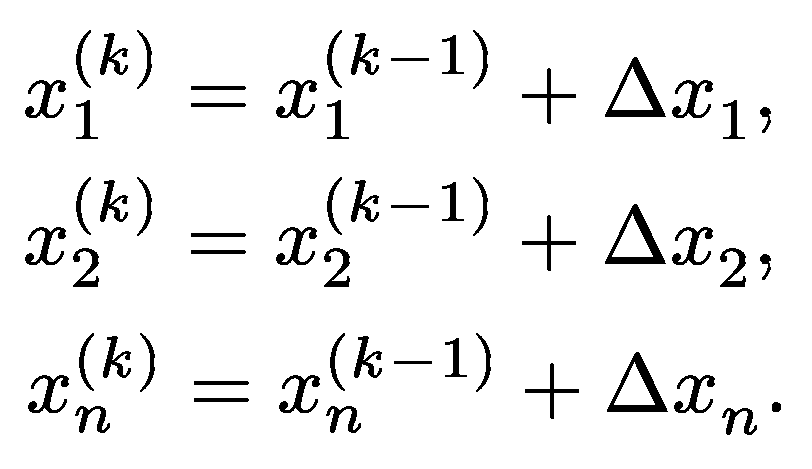 x_1^{(k)} = x_1^{(k-1)} + Δx_1,
x_2^{(k)} = x_2^{(k-1)} + Δx_2,
x_n^{(k)} = x_n^{(k-1)} + Δx_n.